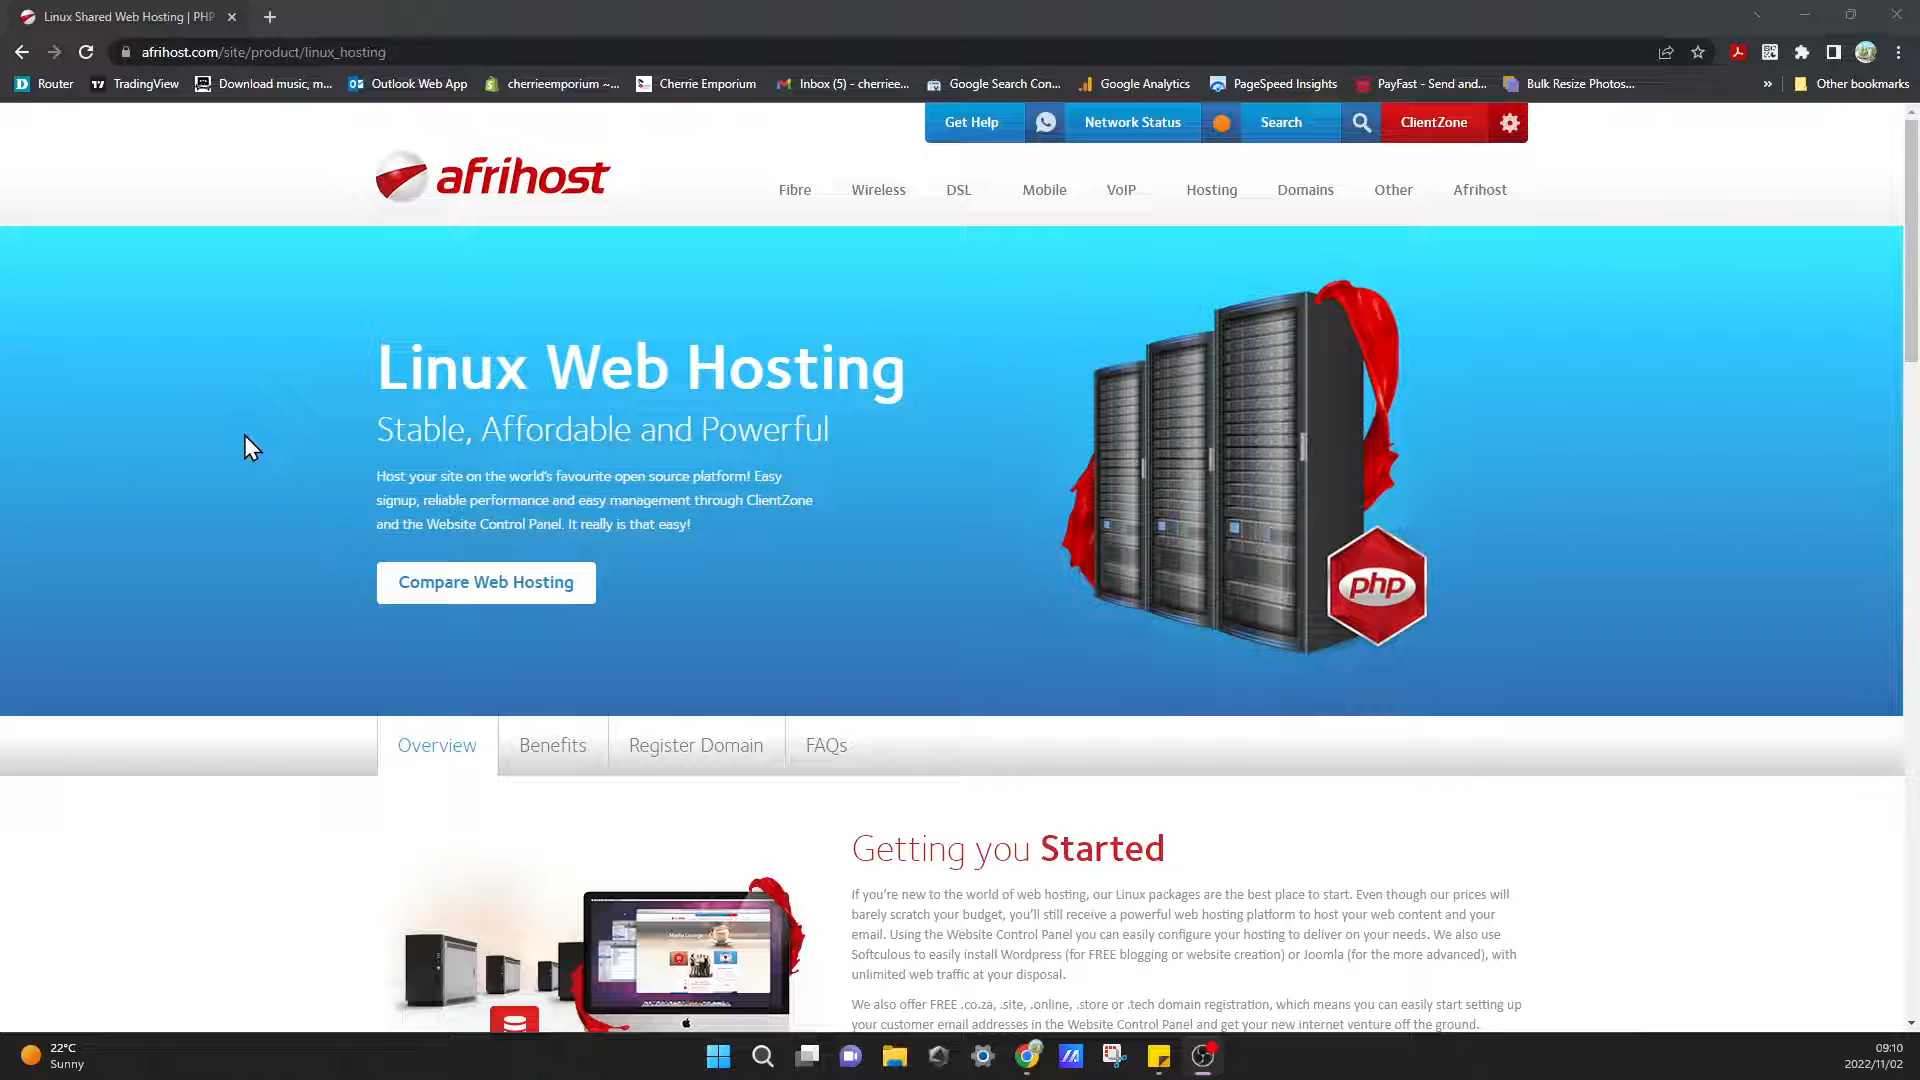 Linux Shared Web Hosting | PHP
afrihost.com/site/product/linux_hosting
Router
TradingView
Download music, m...
Outlook Web App
cherrieemporium ~...
Cherrie Emporium
Inbox (5) - cherriee...
Google Search Con...
Google Analytics
PageSpeed Insights
PayFast - Send and...
Bulk Resize Photos...
»
Other bookmarks
Get Help
Network Status
Search
ClientZone
afrihost
Fibre
Wireless
DSL
Mobile
VoIP
Hosting
Domains
Other
Afrihost
Linux Web Hosting
Stable, Affordable and Powerful
Host your site on the world's favourite open source platform! Easy
signup, reliable performance and easy management through ClientZone
and the Website Control Panel. It really is that easy!
Compare Web Hosting
php
Overview
Benefits
Register Domain
FAQs
Getting you Started
If you're new to the world of web hosting, our Linux packages are the best place to start. Even though our prices will
barely scratch your budget, you'll still receive a powerful web hosting platform to host your web content and your
email. Using the Website Control Panel you can easily configure your hosting to deliver on your needs. We also use
Softculous to easily install Wordpress (for FREE blogging or website creation) or Joomla (for the more advanced), with
unlimited web traffic at your disposal.
We also offer FREE .co.za, .site, .online, .store or .tech domain registration, which means you can easily start setting up
your customer email addresses in the Website Control Panel and get your new internet venture off the ground.
22°C
Sunny
09:10
2022/11/02